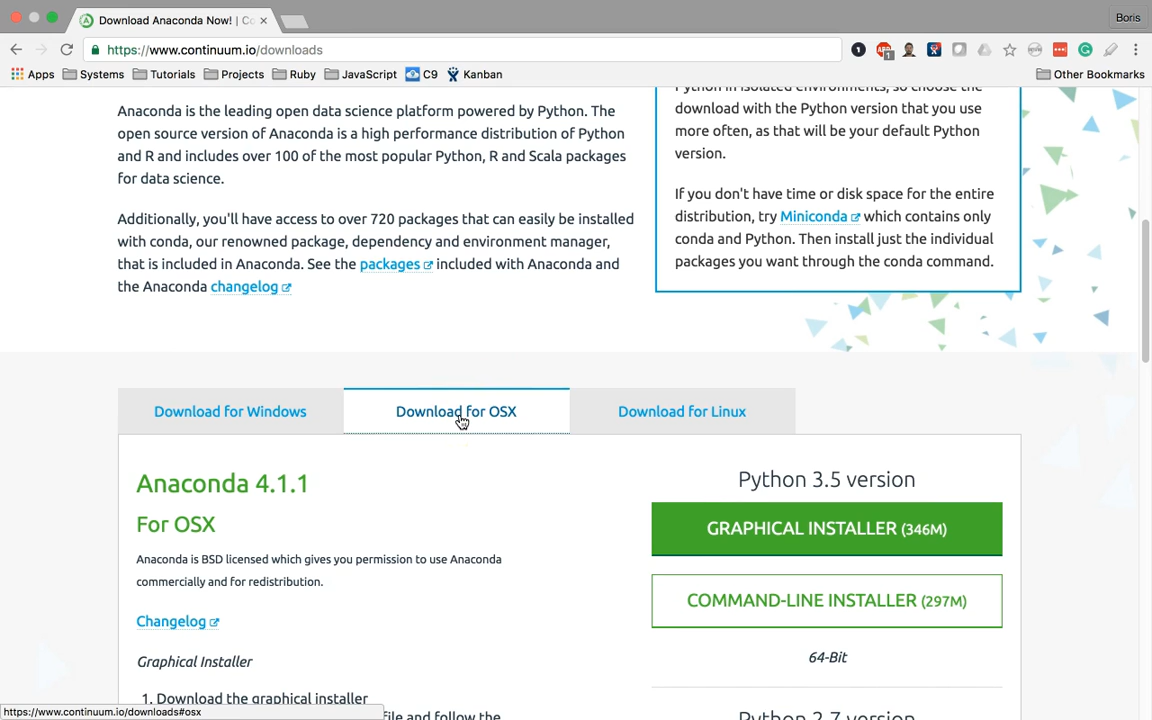 Download Anaconda Now! | Co
Boris
https://www.continuum.io/downloads
Apps Systems Tutorials Projects Ruby JavaScript C9 Kanban Other Bookmarks
Anaconda is the leading open data science platform powered by Python. The
open source version of Anaconda is a high performance distribution of Python
and R and includes over 100 of the most popular Python, R and Scala packages
for data science.
Additionally, you'll have access to over 720 packages that can easily be installed
with conda, our renowned package, dependency and environment manager,
that is included in Anaconda. See the packages included with Anaconda and
the Anaconda changelog
Python in isolated environments, so choose the
download with the Python version that you use
more often, as that will be your default Python
version.
If you don't have time or disk space for the entire
distribution, try Miniconda which contains only
conda and Python. Then install just the individual
packages you want through the conda command.
Download for Windows
Download for OSX
Download for Linux
Anaconda 4.1.1
For OSX
Anaconda is BSD licensed which gives you permission to use Anaconda
commercially and for redistribution.
Changelog
Graphical Installer
1. Download the graphical installer
file and follow the
Python 3.5 version
GRAPHICAL INSTALLER (346M)
COMMAND-LINE INSTALLER (297M)
64-Bit
Python 2.7 version
https://www.continuum.io/downloads#osx